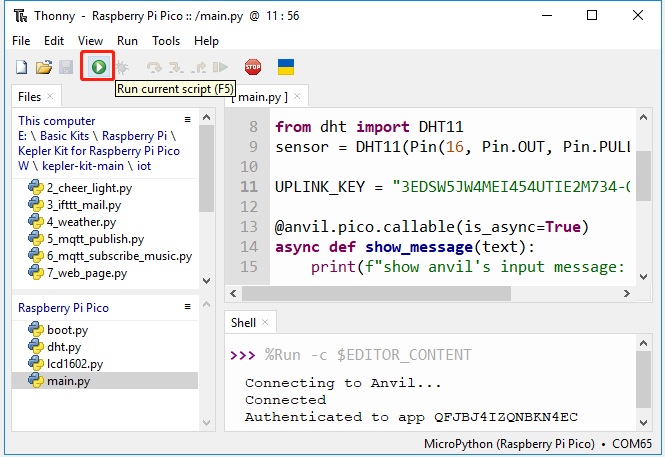 Thonny - Raspberry Pi Pico :: /main.py @ 11 : 56
File Edit View Run Tools Help
STOP
Run current script (F5)
Files
This computer
E: \ Basic Kits \ Raspberry Pi \
Kepler Kit for Raspberry Pi Pico
W \ kepler-kit-main \ iot
2_cheer_light.py
3_ifttt_mail.py
4_weather.py
5_mqtt_publish.py
6_mqtt_subscribe_music.py
7_web_page.py
Raspberry Pi Pico
boot.py
dht.py
lcd1602.py
main.py
[ main.py ]
8 from dht import DHT11
9 sensor = DHT11(Pin(16, Pin.OUT, Pin.PULL
10
11 UPLINK_KEY = "3EDSW5JW4MEI454UTIE2M734-
12
13 @anvil.pico.callable(is_async=True)
14 async def show_message(text):
15 print(f"show anvil's input message:
Shell
>>> %Run -c $EDITOR_CONTENT
Connecting to Anvil...
Connected
Authenticated to app QFJBJ4IZQNBKN4EC
MicroPython (Raspberry Pi Pico) • COM65